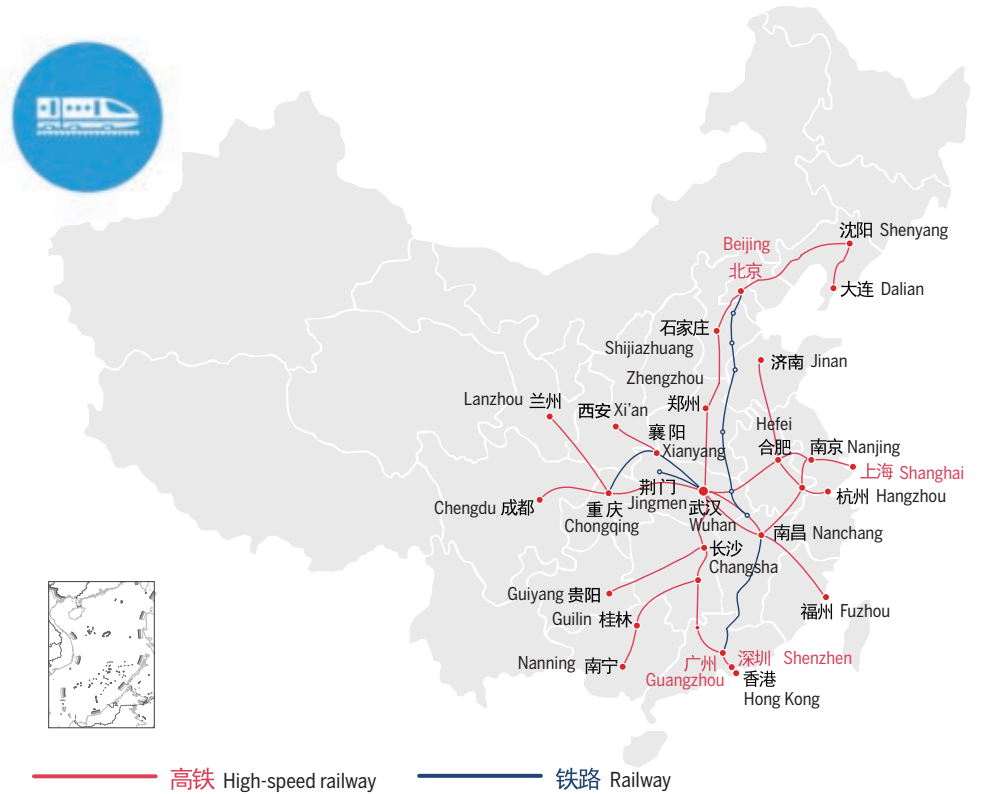 沈阳 Shenyang
Beijing
北京
大连 Dalian
石家庄
Shijiazhuang
济南 Jinan
Zhengzhou
郑州
Lanzhou 兰州
西安 Xi'an
襄阳
Xianyang
Hefei
合肥
南京 Nanjing
上海 Shanghai
杭州 Hangzhou
荆门
Jingmen
武汉
Wuhan
Chengdu 成都
重庆
Chongqing
南昌 Nanchang
长沙
Changsha
Guiyang 贵阳
Guilin 桂林
福州 Fuzhou
Nanning 南宁
广州
Guangzhou
深圳 Shenzhen
香港
Hong Kong
高铁 High-speed railway
铁路 Railway